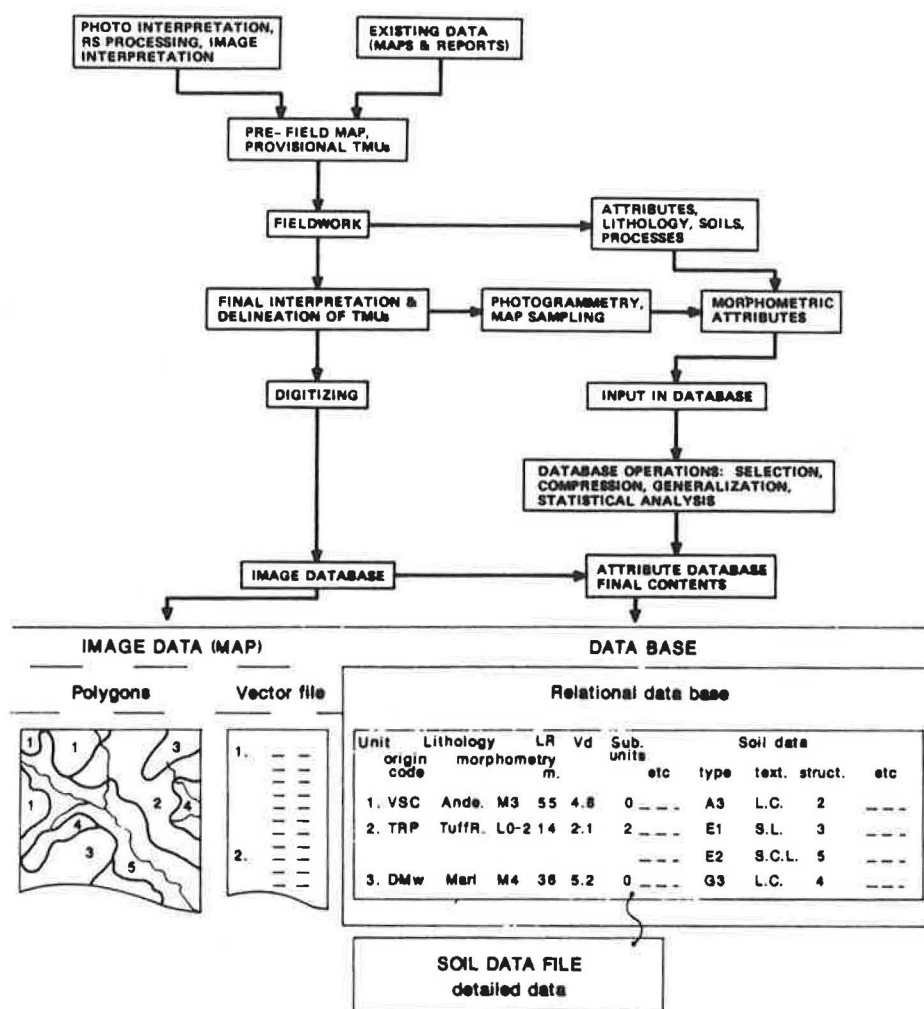 PHOTO INTERPRETATION,
RS PROCESSING, IMAGE
INTERPRETATION
EXISTING DATA
(MAPS & REPORTS)
PRE-FIELD MAP,
PROVISIONAL TMUs
FIELDWORK
ATTRIBUTES,
LITHOLOGY, SOILS,
PROCESSES
FINAL INTERPRETATION &
DELINEATION OF TMUs
PHOTOGRAMMETRY,
MAP SAMPLING
MORPHOMETRIC
ATTRIBUTES
DIGITIZING
INPUT IN DATABASE
DATABASE OPERATIONS: SELECTION,
COMPRESSION, GENERALIZATION,
STATISTICAL ANALYSIS
IMAGE DATABASE
ATTRIBUTE DATABASE
FINAL CONTENTS
IMAGE DATA (MAP)
DATA BASE
Polygons
Vector file
Relational data base
1 1 3
1 2 4
4
3 5
1.
2.
Unit Lithology LR Vd Sub. Soil data
origin morphometry m. units
code etc type text. struct. etc
1. VSC Ande. M3 55 4.8 0 A3 L.C. 2
2. TRP TuffR. L0-2 14 2.1 2 E1 S.L. 3
E2 S.C.L. 5
3. DMw Marl M4 36 5.2 0 G3 L.C. 4
SOIL DATA FILE
detailed data